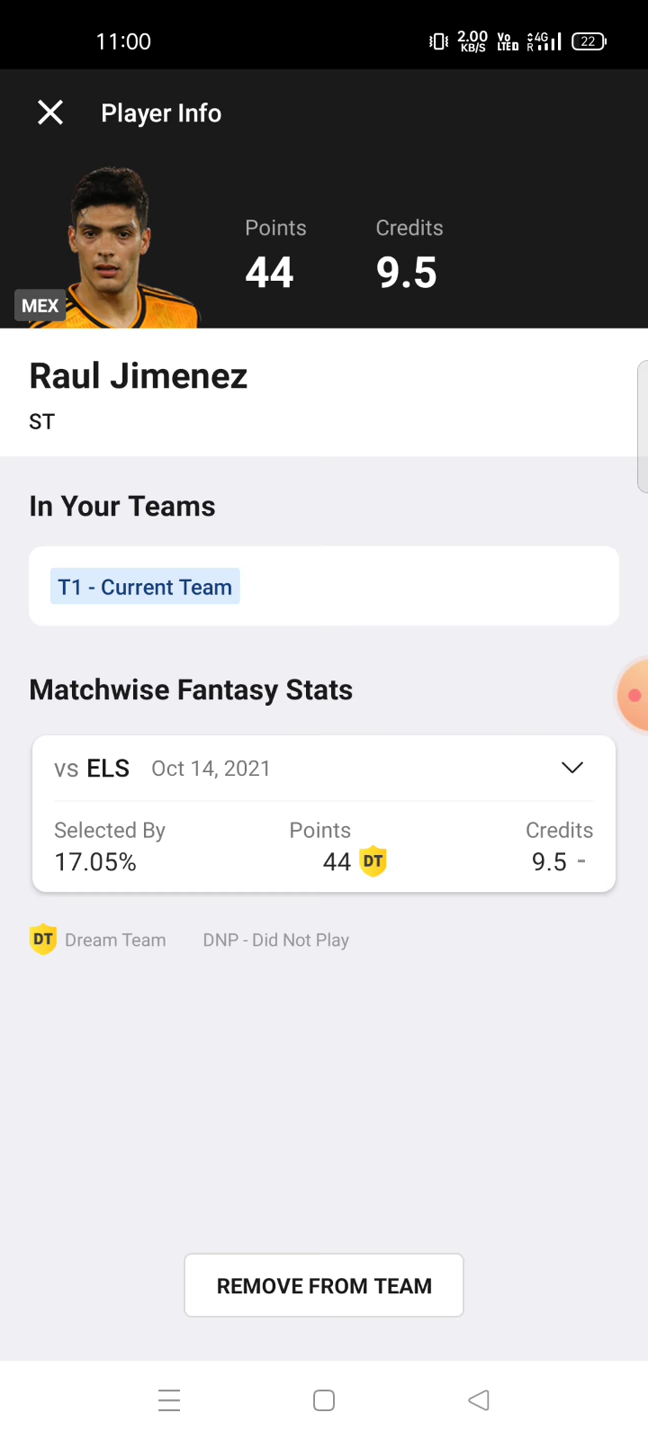 11:00
2.00
KB/S
Vo
LTED
4G
R
22
Player Info
Points
Credits
44
9.5
MEX
Raul Jimenez
ST
In Your Teams
T1 - Current Team
Matchwise Fantasy Stats
vs ELS Oct 14, 2021
Selected By Points Credits
17.05% 44 DT 9.5 -
DT Dream Team DNP - Did Not Play
REMOVE FROM TEAM